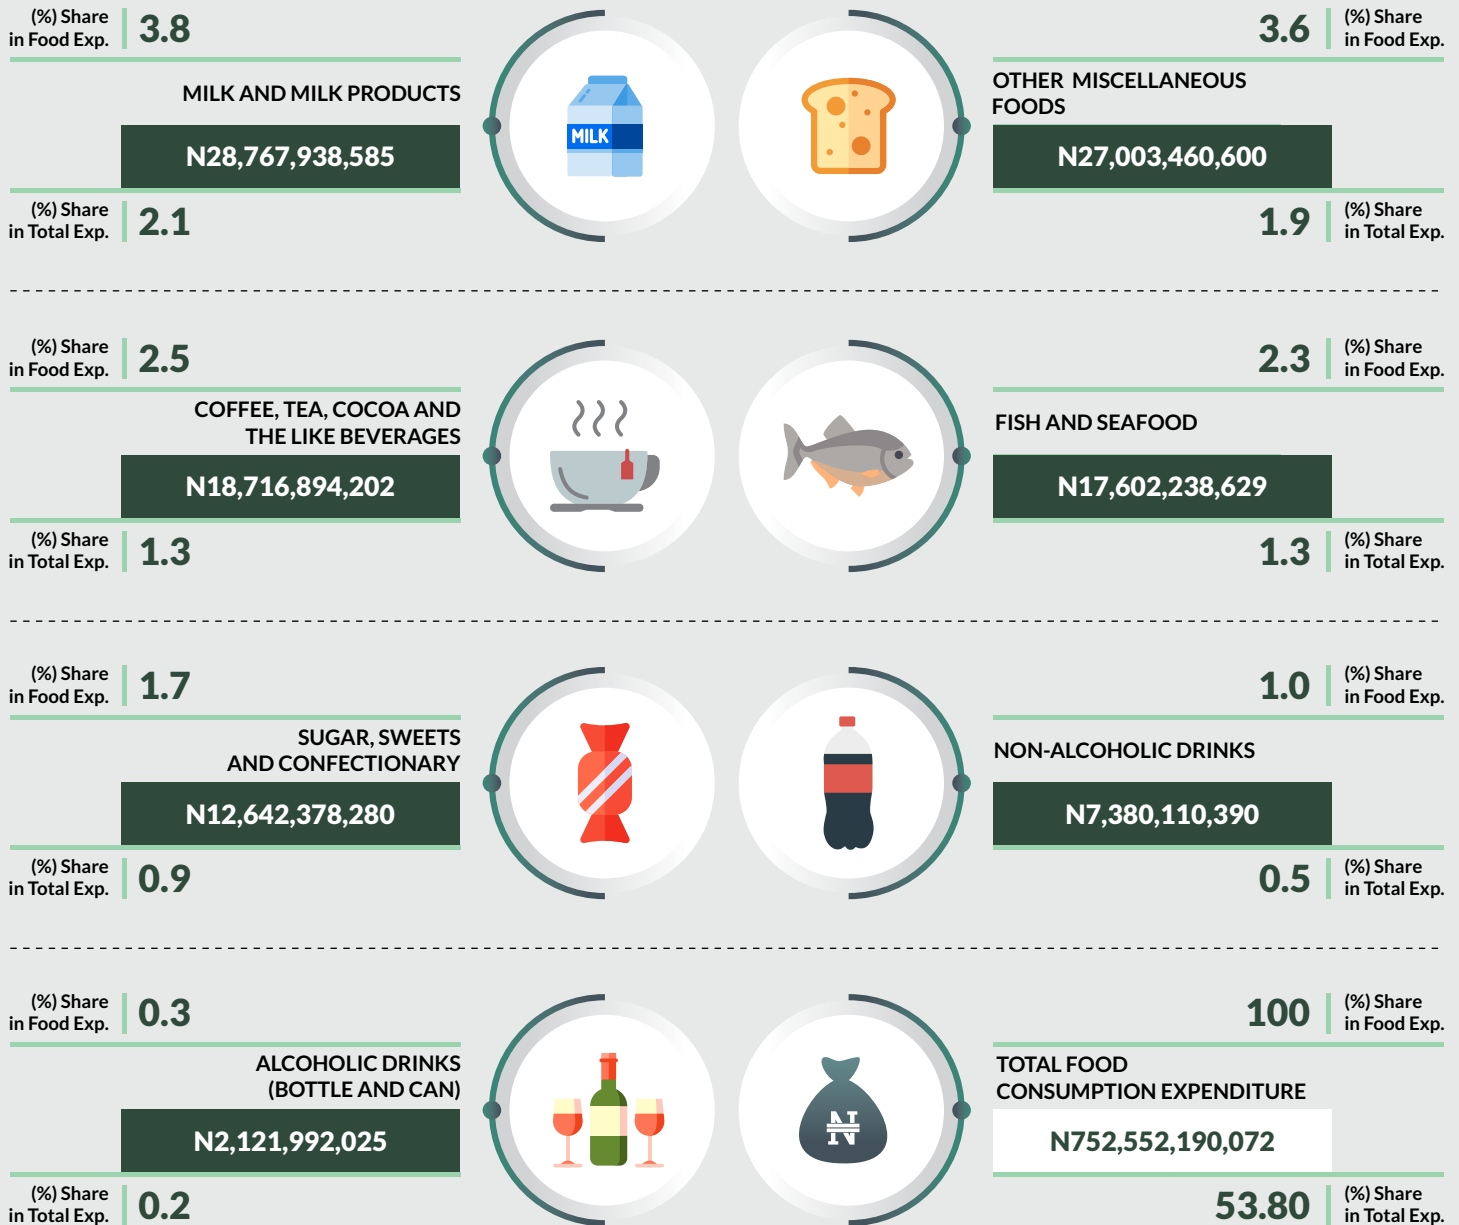 (%) Share
in Food Exp.
3.8
MILK AND MILK PRODUCTS
N28,767,938,585
(%) Share
in Total Exp.
2.1
MILK
3.6
(%) Share
in Food Exp.
OTHER MISCELLANEOUS
FOODS
N27,003,460,600
1.9
(%) Share
in Total Exp.
(%) Share
in Food Exp.
2.5
COFFEE, TEA, COCOA AND
THE LIKE BEVERAGES
N18,716,894,202
(%) Share
in Total Exp.
1.3
2.3
(%) Share
in Food Exp.
FISH AND SEAFOOD
N17,602,238,629
1.3
(%) Share
in Total Exp.
(%) Share
in Food Exp.
1.7
SUGAR, SWEETS
AND CONFECTIONARY
N12,642,378,280
(%) Share
in Total Exp.
0.9
1.0
(%) Share
in Food Exp.
NON-ALCOHOLIC DRINKS
N7,380,110,390
0.5
(%) Share
in Total Exp.
(%) Share
in Food Exp.
0.3
ALCOHOLIC DRINKS
(BOTTLE AND CAN)
N2,121,992,025
(%) Share
in Total Exp.
0.2
100
(%) Share
in Food Exp.
TOTAL FOOD
CONSUMPTION EXPENDITURE
₦
N752,552,190,072
53.80
(%) Share
in Total Exp.